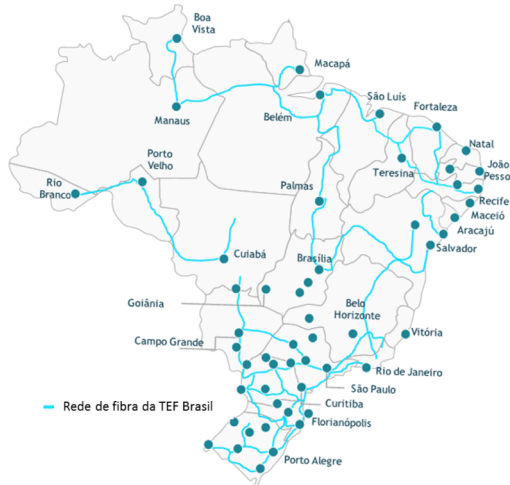 Boa
Vista
Macapá
São Luís
Fortaleza
Manaus
Belém
Natal
Porto
Velho
João
Pesso
Teresina
Rio
Branco
Palmas
Recife
Maceió
Aracajú
Salvador
Cuiabá
Brasília
Goiânia
Belo
Horizonte
Vitória
Campo Grande
Rio de Janeiro
São Paulo
Curitiba
Rede de fibra da TEF Brasil
Florianópolis
Porto Alegre